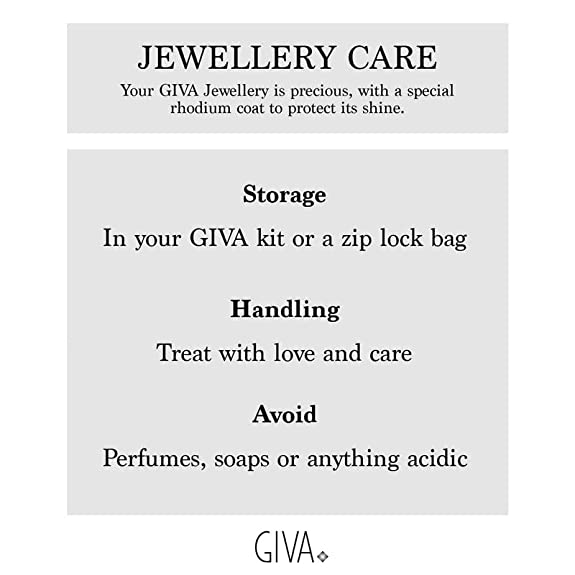 JEWELLERY CARE
Your GIVA Jewellery is precious, with a special
rhodium coat to protect its shine.
Storage
In your GIVA kit or a zip lock bag
Handling
Treat with love and care
Avoid
Perfumes, soaps or anything acidic
GIVA